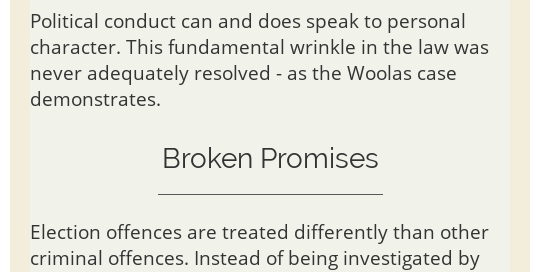 Political conduct can and does speak to personal
character. This fundamental wrinkle in the law was
never adequately resolved - as the Woolas case
demonstrates.
Broken Promises
Election offences are treated differently than other
criminal offences. Instead of being investigated by